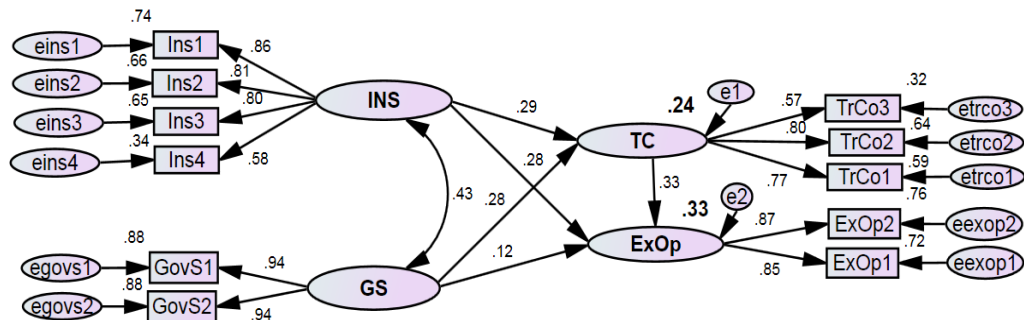 .74
eins1 Ins1 .86
.66
eins2 Ins2 .81
.65
eins3 Ins3 .80
.34
eins4 Ins4 .58
INS
.88
egovs1 GovS1 .94
.88
egovs2 GovS2 .94
GS
.43
.29
.28
.28
.12
.24 e1
TC
.33
.33 e2
ExOp
.57 TrCo3 .32 etrco3
.80 TrCo2 .64 etrco2
.77 TrCo1 .59 etrco1
.87 ExOp2 .76 eexop2
.85 ExOp1 .72 eexop1